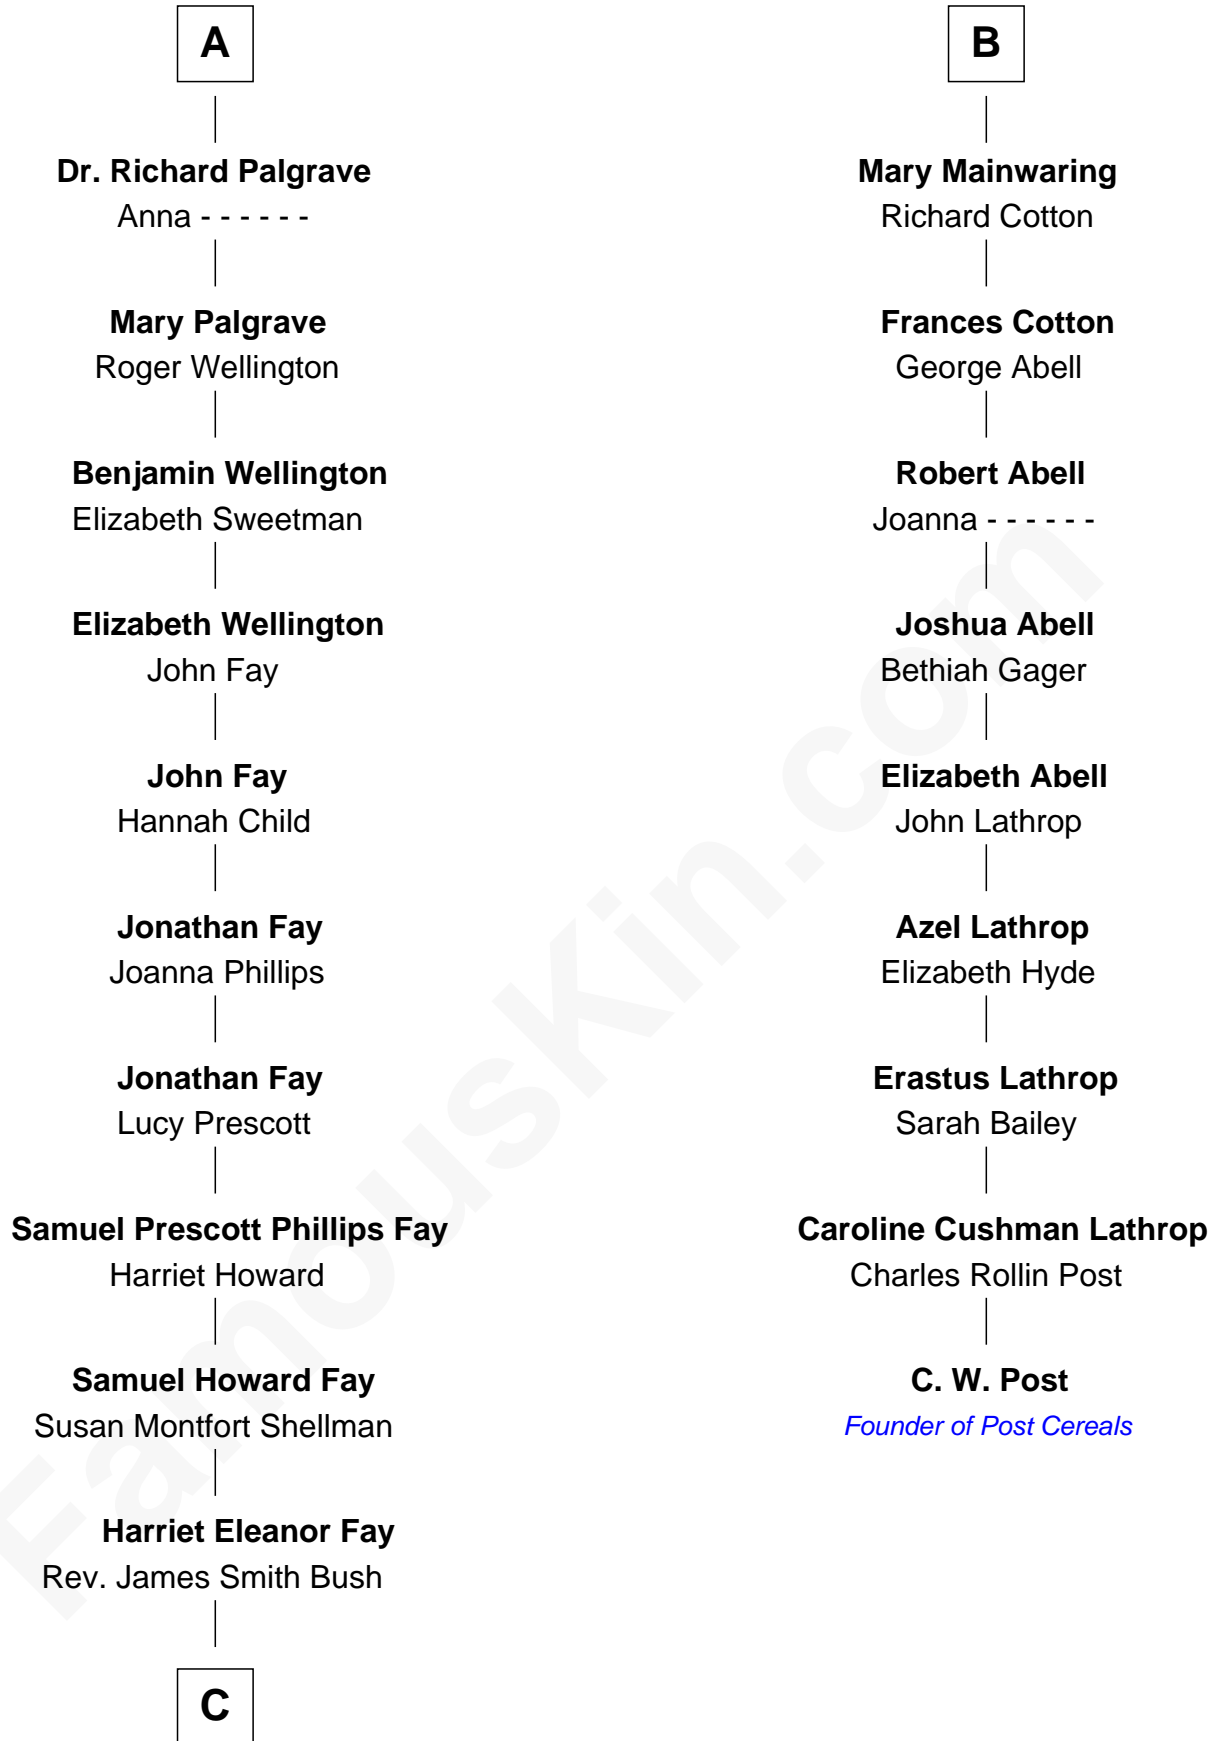 A
Dr. Richard Palgrave
Anna - - - - - -
Mary Palgrave
Roger Wellington
Benjamin Wellington
Elizabeth Sweetman
Elizabeth Wellington
John Fay
John Fay
Hannah Child
Jonathan Fay
Joanna Phillips
Jonathan Fay
Lucy Prescott
Samuel Prescott Phillips Fay
Harriet Howard
Samuel Howard Fay
Susan Montfort Shellman
Harriet Eleanor Fay
Rev. James Smith Bush
C
B
Mary Mainwaring
Richard Cotton
Frances Cotton
George Abell
Robert Abell
Joanna - - - - - -
Joshua Abell
Bethiah Gager
Elizabeth Abell
John Lathrop
Azel Lathrop
Elizabeth Hyde
Erastus Lathrop
Sarah Bailey
Caroline Cushman Lathrop
Charles Rollin Post
C. W. Post
Founder of Post Cereals
FamousKin.com